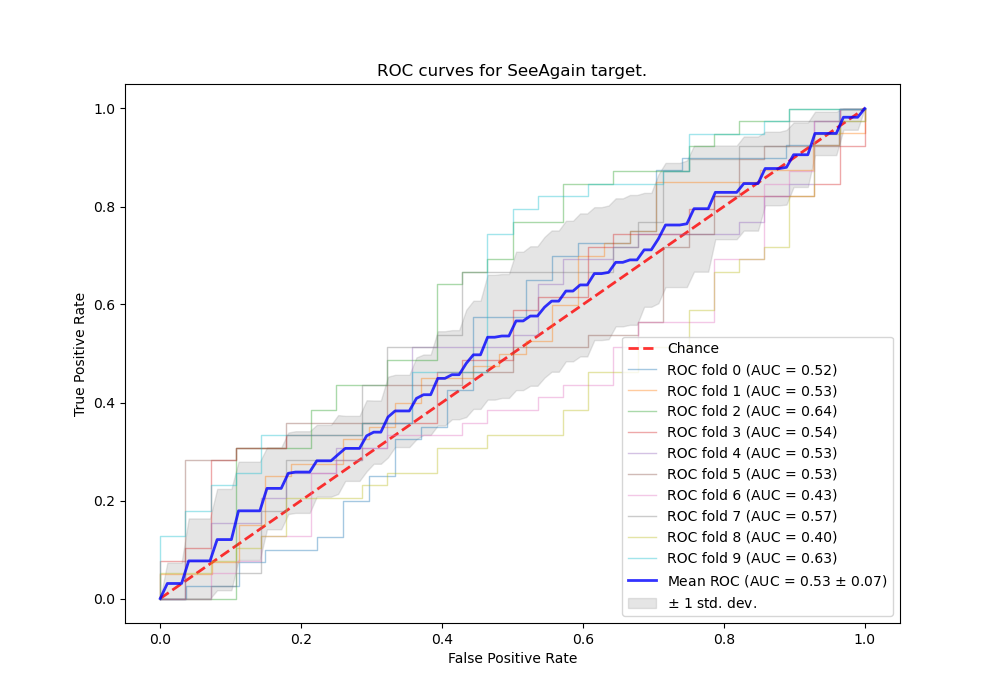 ROC curves for SeeAgain target.
True Positive Rate
1.0
0.8
0.6
0.4
0.2
0.0
0.0
0.2
0.4
0.6
0.8
1.0
False Positive Rate
Chance
ROC fold 0 (AUC = 0.52)
ROC fold 1 (AUC = 0.53)
ROC fold 2 (AUC = 0.64)
ROC fold 3 (AUC = 0.54)
ROC fold 4 (AUC = 0.53)
ROC fold 5 (AUC = 0.53)
ROC fold 6 (AUC = 0.43)
ROC fold 7 (AUC = 0.57)
ROC fold 8 (AUC = 0.40)
ROC fold 9 (AUC = 0.63)
Mean ROC (AUC = 0.53 ± 0.07)
± 1 std. dev.